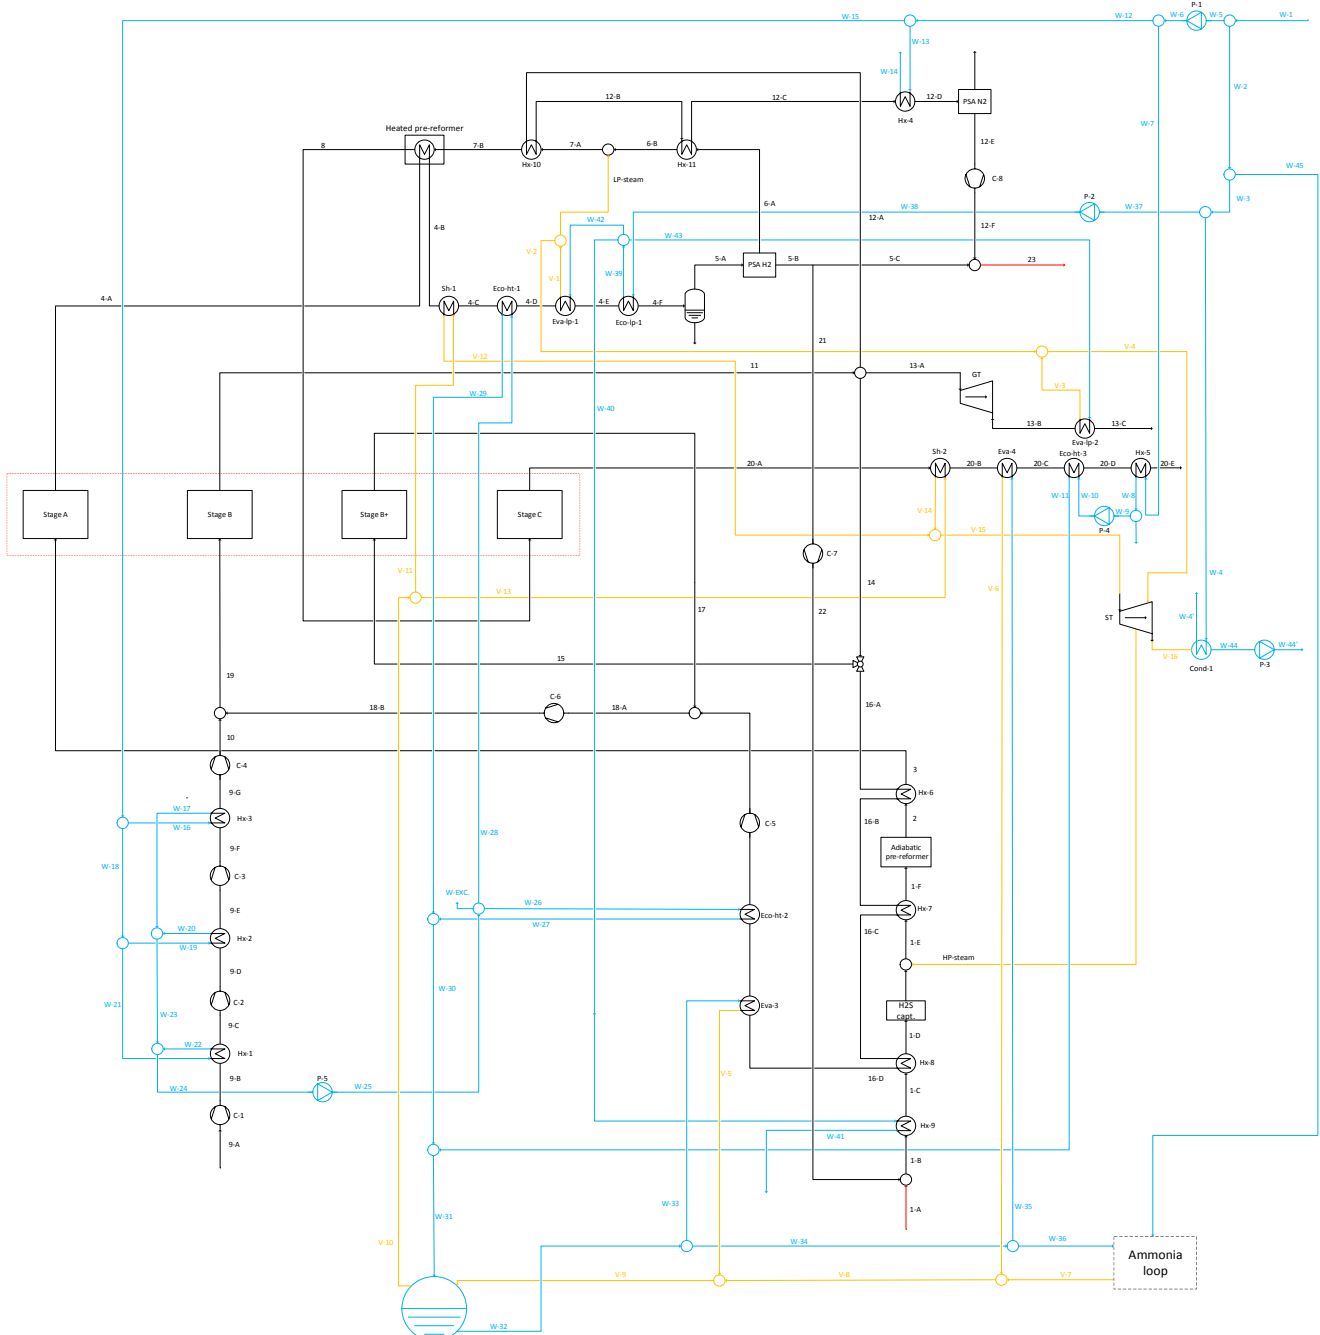 P-1
W-15
W-12
W-6
W-5
W-1
W-13
W-14
W-2
12-B
12-C
12-D
PSA N2
Hx-4
W-7
Heated pre-reformer
8
7-B
7-A
6-B
12-E
Hx-10
Hx-11
W-45
LP-steam
C-8
P-2
6-A
W-38
W-37
W-3
4-B
W-42
12-A
12-F
W-43
V-2
5-A
PSA H2
5-B
5-C
23
V-1
W-39
Sh-1
Eco-ht-1
4-A
4-C
4-D
4-E
4-F
Eva-lp-1
Eco-lp-1
21
V-12
V-4
11
13-A
GT
V-3
W-29
W-40
13-B
13-C
Eva-lp-2
Sh-2
Eva-4
Eco-ht-3
Hx-5
20-A
20-B
20-C
20-D
20-E
W-11
W-10
W-8
Stage A
Stage B
Stage B+
Stage C
V-14
W-9
P-4
V-15
C-7
V-11
W-4
14
V-13
V-6
17
22
ST
W-4'
W-44
W-44'
V-16
15
Cond-1
P-3
19
C-6
18-B
18-A
16-A
10
C-4
3
9-G
Hx-6
W-17
Hx-3
W-16
16-B
2
C-5
W-28
9-F
Adiabatic
pre-reformer
W-18
C-3
1-F
W-EXC.
W-26
Hx-7
9-E
Eco-ht-2
W-20
W-27
16-C
Hx-2
W-19
1-E
HP-steam
9-D
W-30
W-21
C-2
Eva-3
H2S
capt.
W-23
9-C
1-D
W-22
Hx-1
Hx-8
V-5
9-B
P-5
16-D
W-24
W-25
1-C
C-1
Hx-9
W-41
9-A
1-B
W-33
W-35
1-A
W-31
V-10
W-34
W-36
Ammonia
loop
V-9
V-8
V-7
W-32